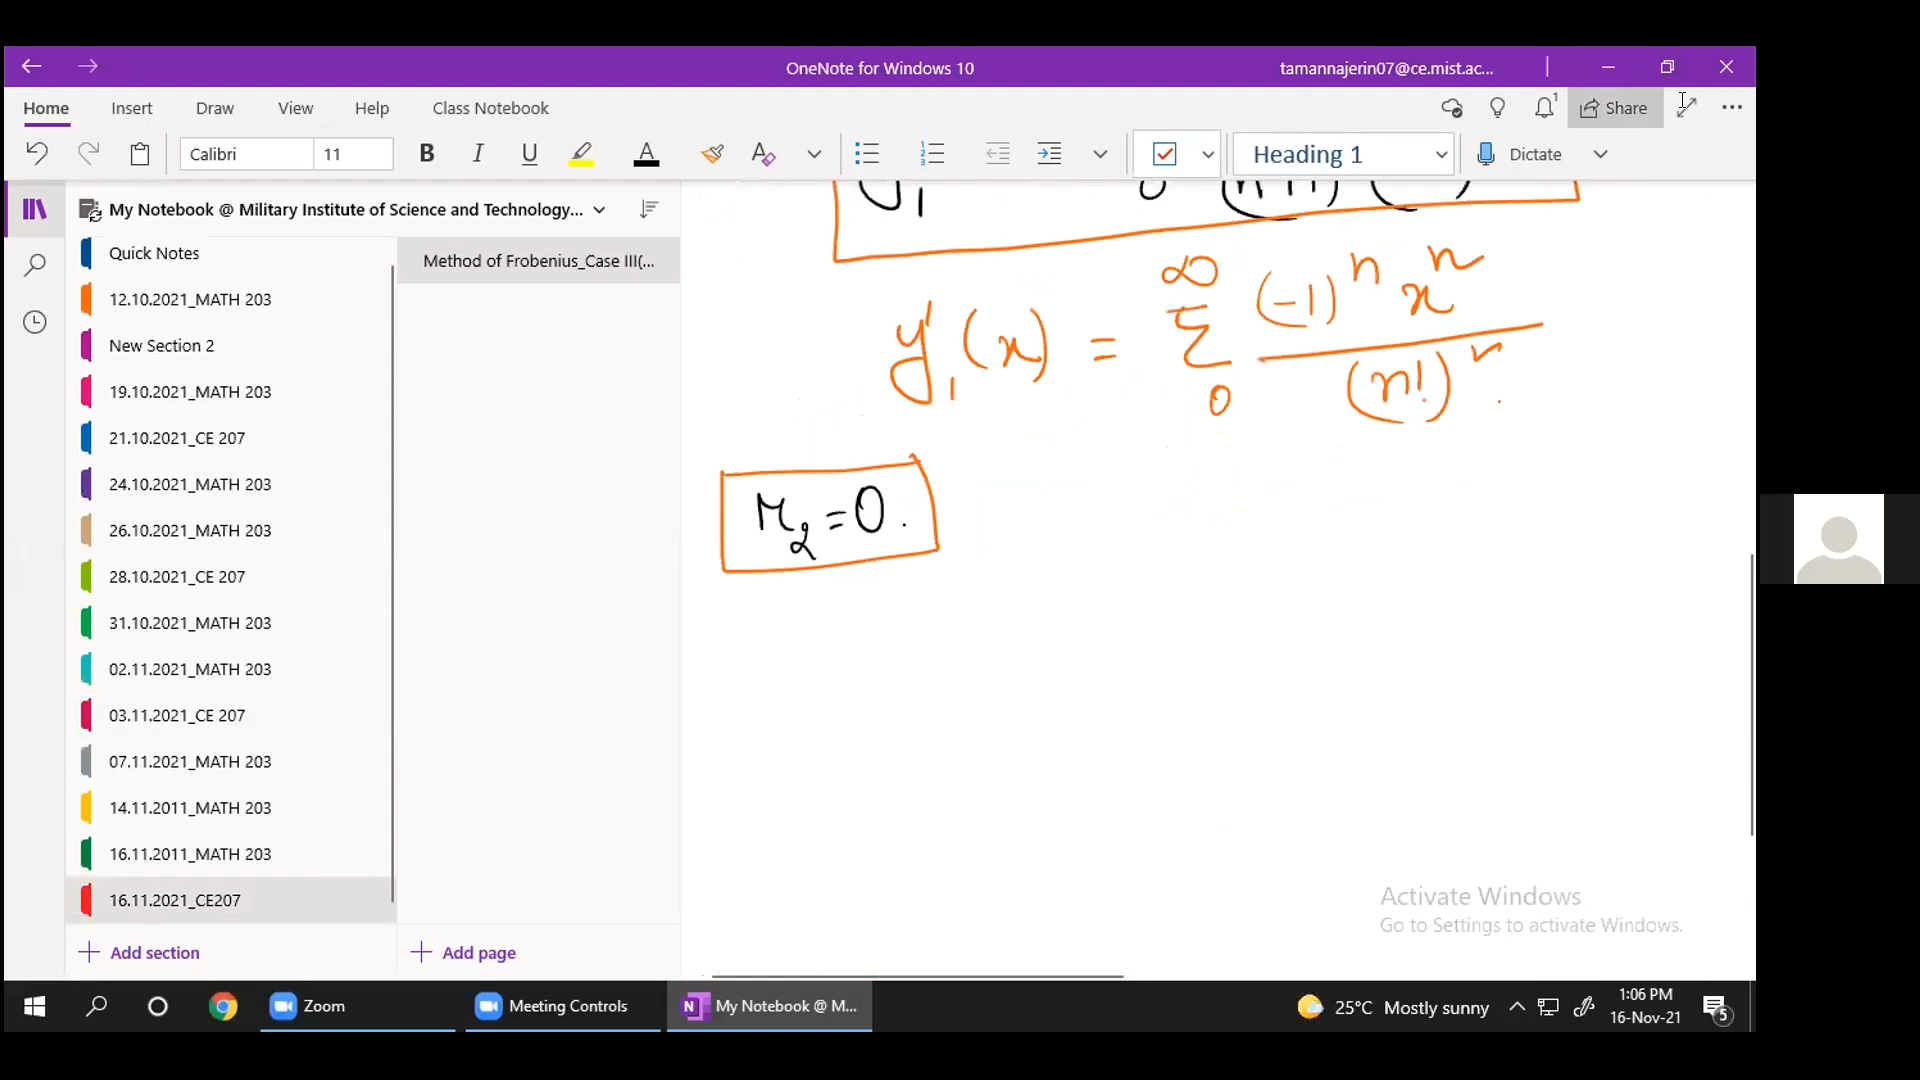 OneNote for Windows 10
tamannajerin07@ce.mist.ac...
Home Insert Draw View Help Class Notebook
1 Share
Calibri 11 B I U A A Heading 1 Dictate
My Notebook @ Military Institute of Science and Technology...
Quick Notes
12.10.2021_MATH 203
New Section 2
19.10.2021_MATH 203
21.10.2021_CE 207
24.10.2021_MATH 203
26.10.2021_MATH 203
28.10.2021_CE 207
31.10.2021_MATH 203
02.11.2021_MATH 203
03.11.2021_CE 207
07.11.2021_MATH 203
14.11.2011_MATH 203
16.11.2011_MATH 203
16.11.2021_CE207
Add section
Method of Frobenius_Case III(...
Add page
y₁'(x) = ∑₀^∞ (-1)ⁿ xⁿ / (n!)
r₂ = 0.
Activate Windows
Go to Settings to activate Windows.
Zoom Meeting Controls N My Notebook @ M... 25°C Mostly sunny 1:06 PM
16-Nov-21 5